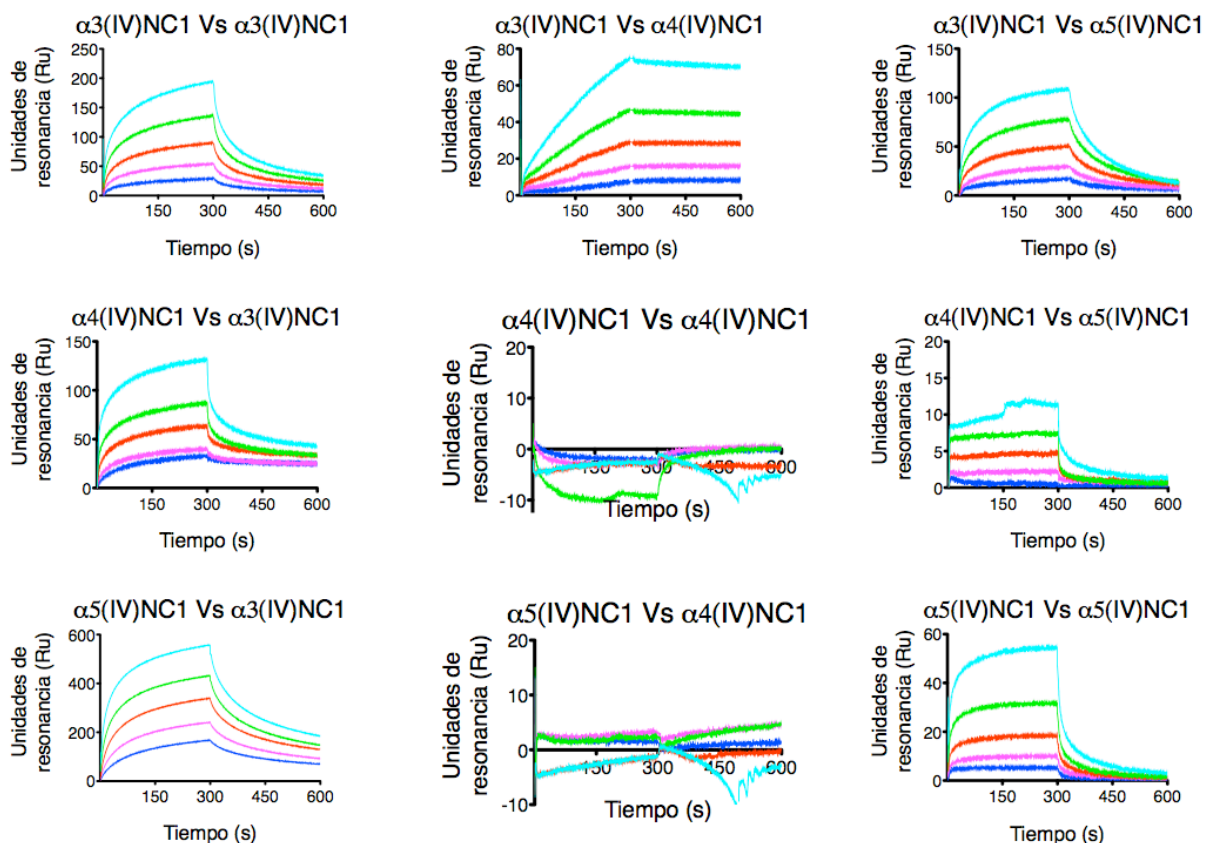 α3(IV)NC1 Vs α3(IV)NC1
Unidades de
resonancia (Ru)
250
200
150
100
50
0
150 300 450 600
Tiempo (s)
α3(IV)NC1 Vs α4(IV)NC1
Unidades de
resonancia (Ru)
80
60
40
20
0
150 300 450 600
Tiempo (s)
α3(IV)NC1 Vs α5(IV)NC1
Unidades de
resonancia (Ru)
150
100
50
0
150 300 450 600
Tiempo (s)
α4(IV)NC1 Vs α3(IV)NC1
Unidades de
resonancia (Ru)
150
100
50
0
150 300 450 600
Tiempo (s)
α4(IV)NC1 Vs α4(IV)NC1
Unidades de
resonancia (Ru)
20
10
0
-10
150 300 450 600
Tiempo (s)
α4(IV)NC1 Vs α5(IV)NC1
Unidades de
resonancia (Ru)
20
15
10
5
0
150 300 450 600
Tiempo (s)
α5(IV)NC1 Vs α3(IV)NC1
Unidades de
resonancia (Ru)
600
400
200
0
150 300 450 600
Tiempo (s)
α5(IV)NC1 Vs α4(IV)NC1
Unidades de
resonancia (Ru)
20
10
0
-10
150 300 450 600
Tiempo (s)
α5(IV)NC1 Vs α5(IV)NC1
Unidades de
resonancia (Ru)
60
40
20
0
150 300 450 600
Tiempo (s)